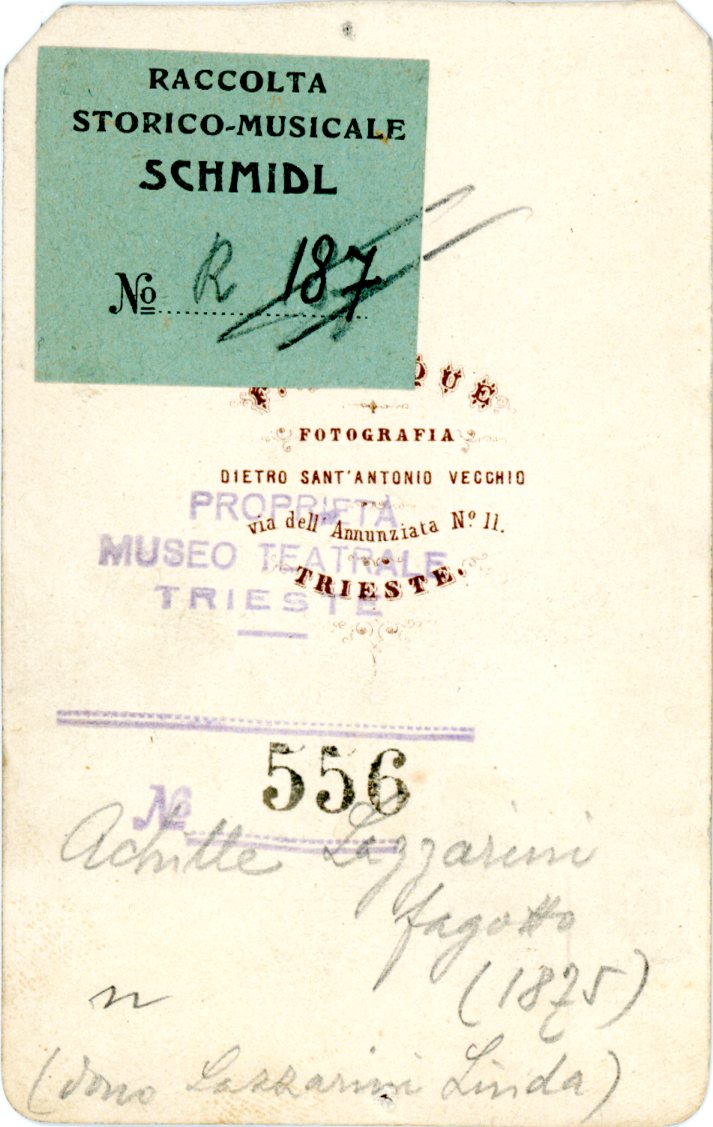 RACCOLTA
STORICO-MUSICALE
SCHMIDL
No R 187
FOTOGRAFIA
DIETRO SANT'ANTONIO VECCHIO
via dell'Annunziata No 11.
TRIESTE.
PROPRIETÀ
MUSEO TEATRALE
TRIESTE
No 556
Achille Lazzarini
fagotto
(1875)
n
(dono Lazzarini Linda)